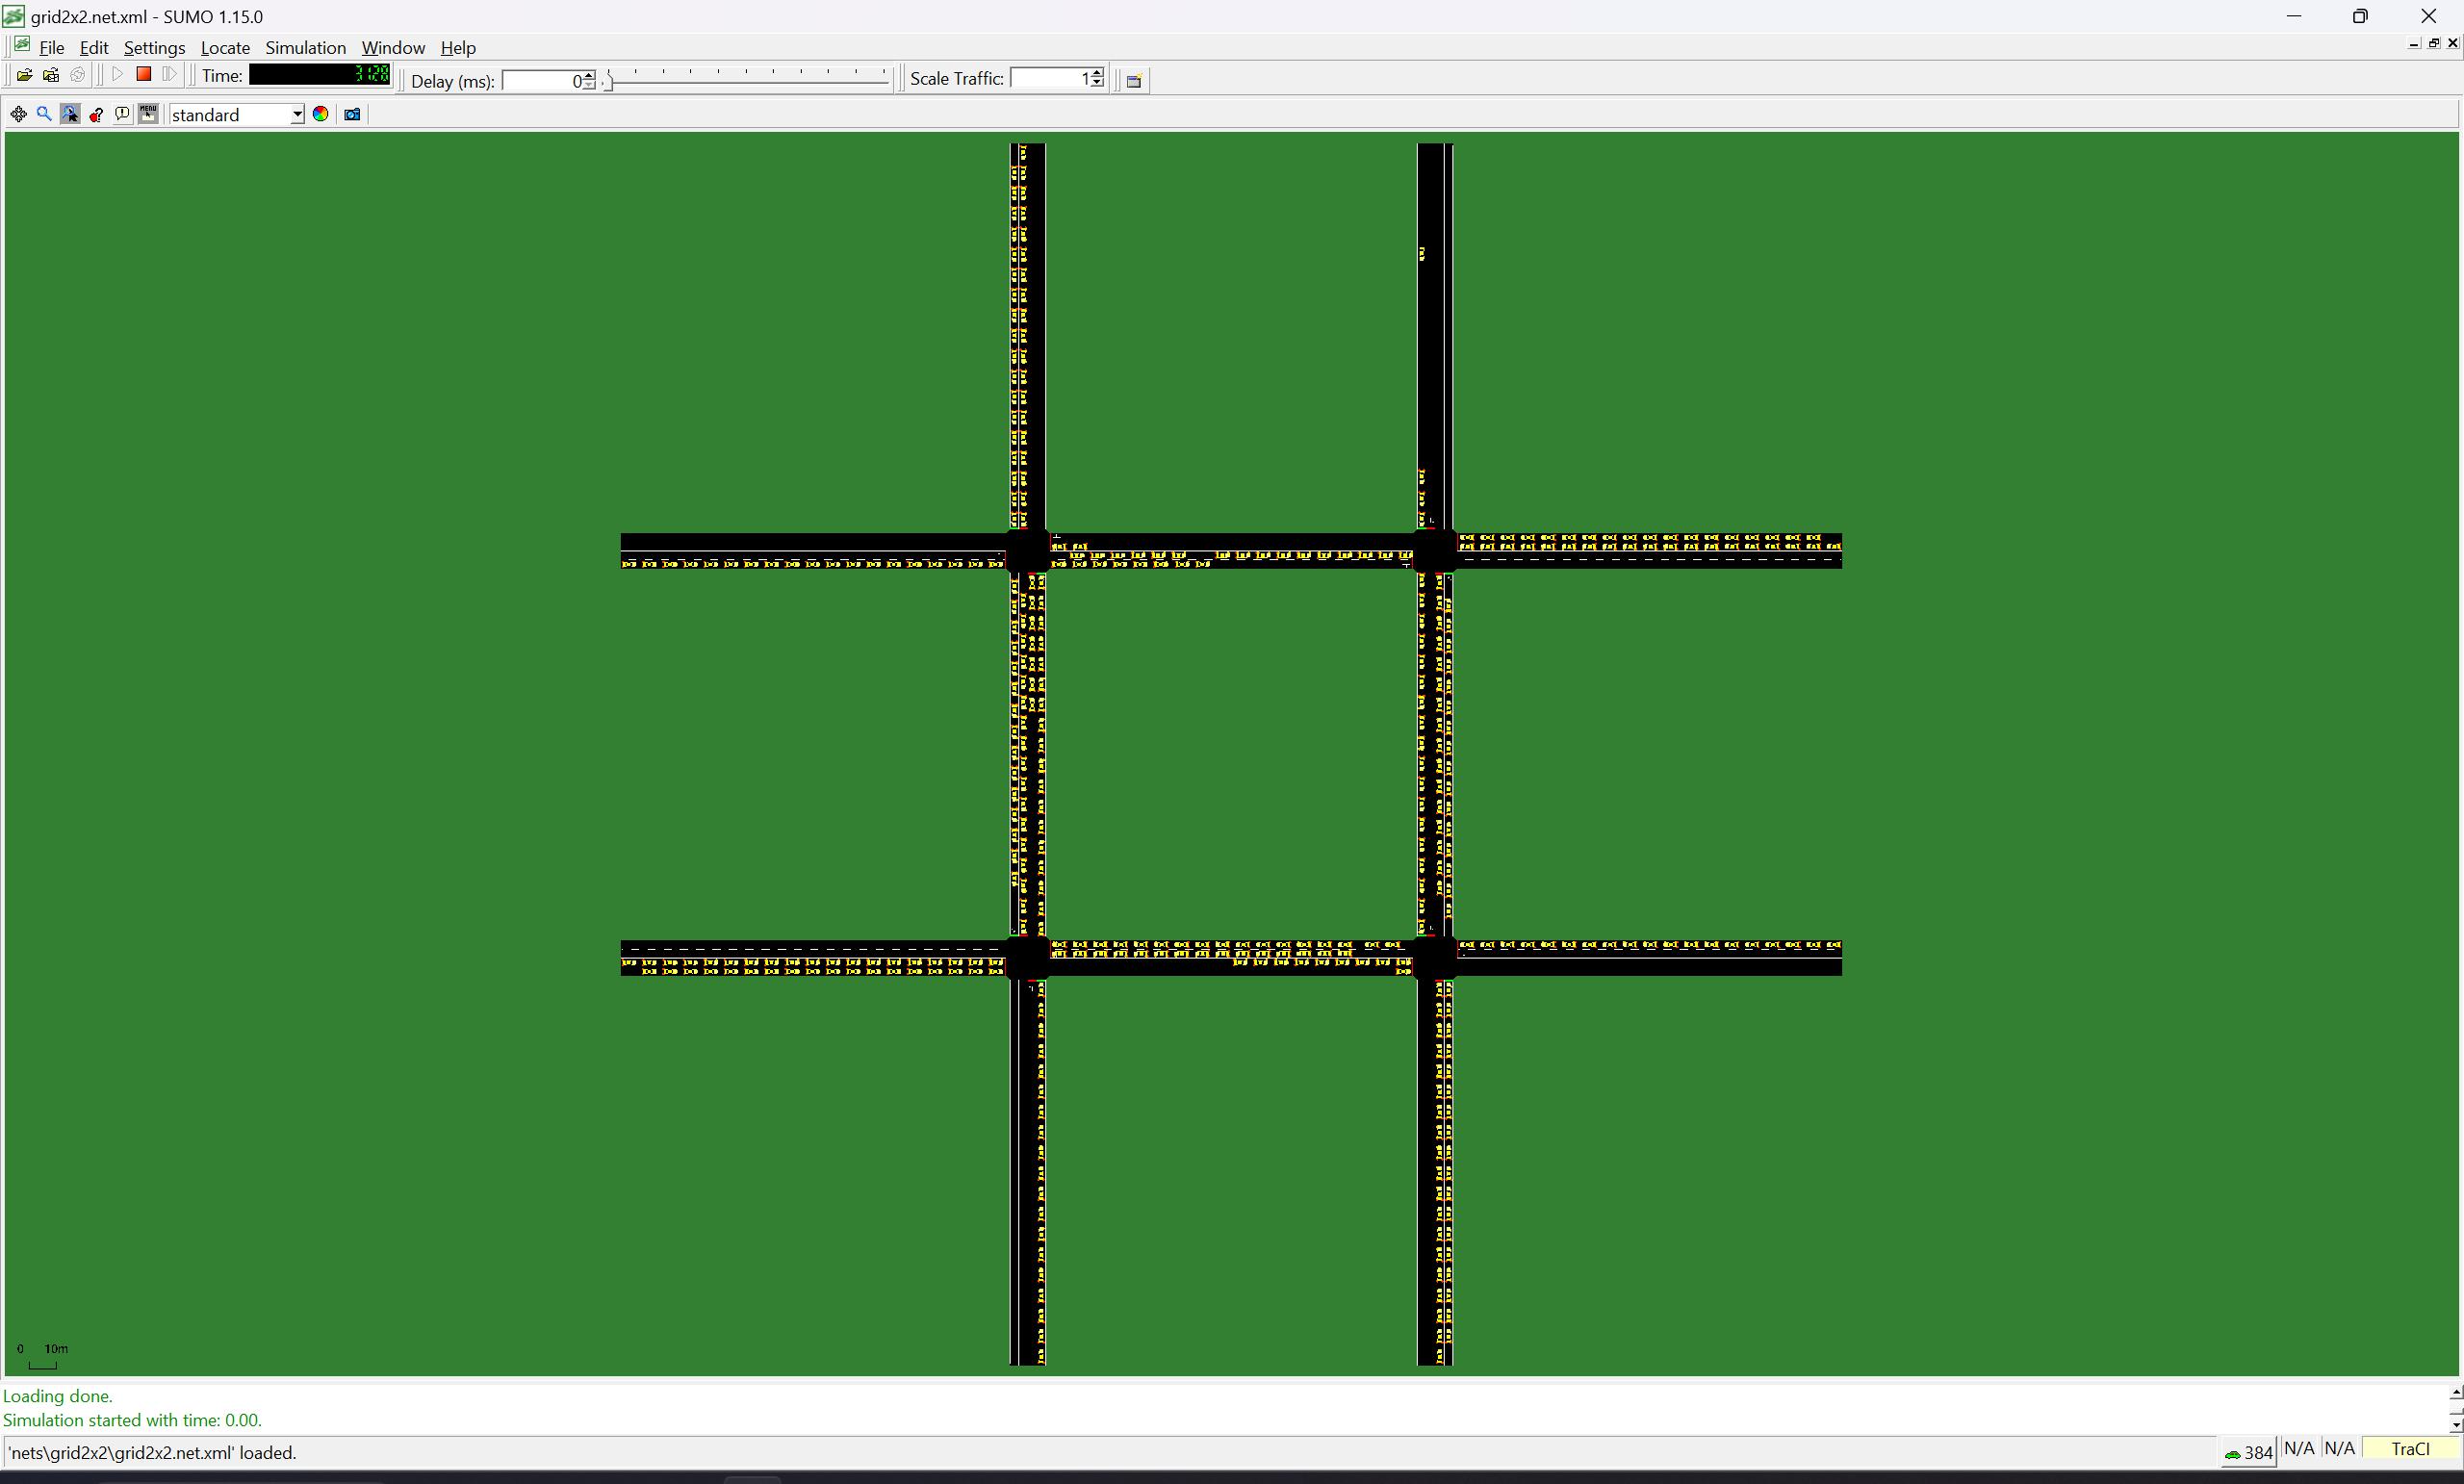 grid2x2.net.xml - SUMO 1.15.0
File Edit Settings Locate Simulation Window Help
Time: 3128 Delay (ms): 0 Scale Traffic: 1
MENU standard
0 10m
Loading done.
Simulation started with time: 0.00.
'nets\grid2x2\grid2x2.net.xml' loaded. 384 N/A N/A TraCI